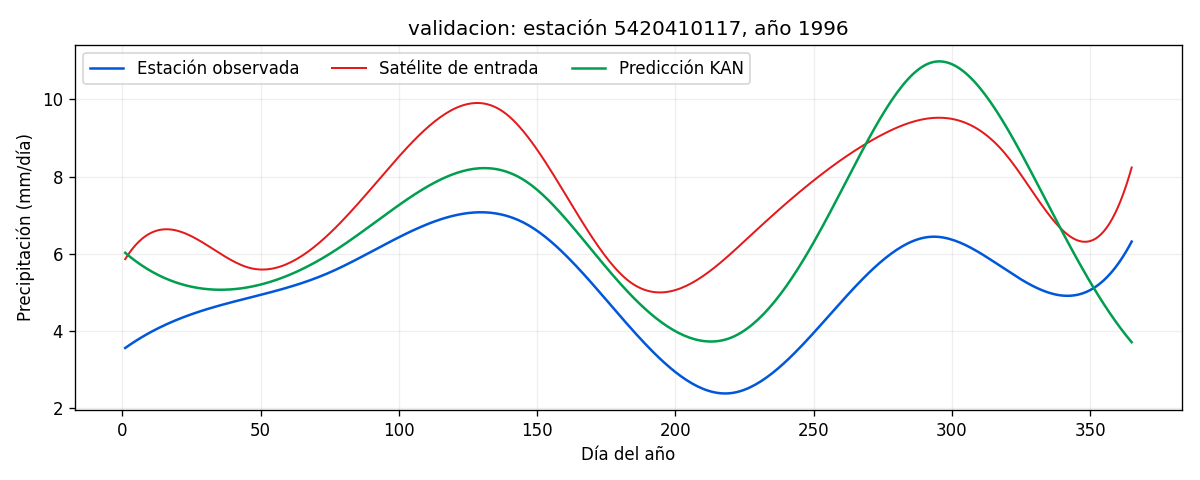 validacion: estación 5420410117, año 1996
Estación observada
Satélite de entrada
Predicción KAN
Precipitación (mm/día)
10
8
6
4
2
0
50
100
150
200
250
300
350
Día del año